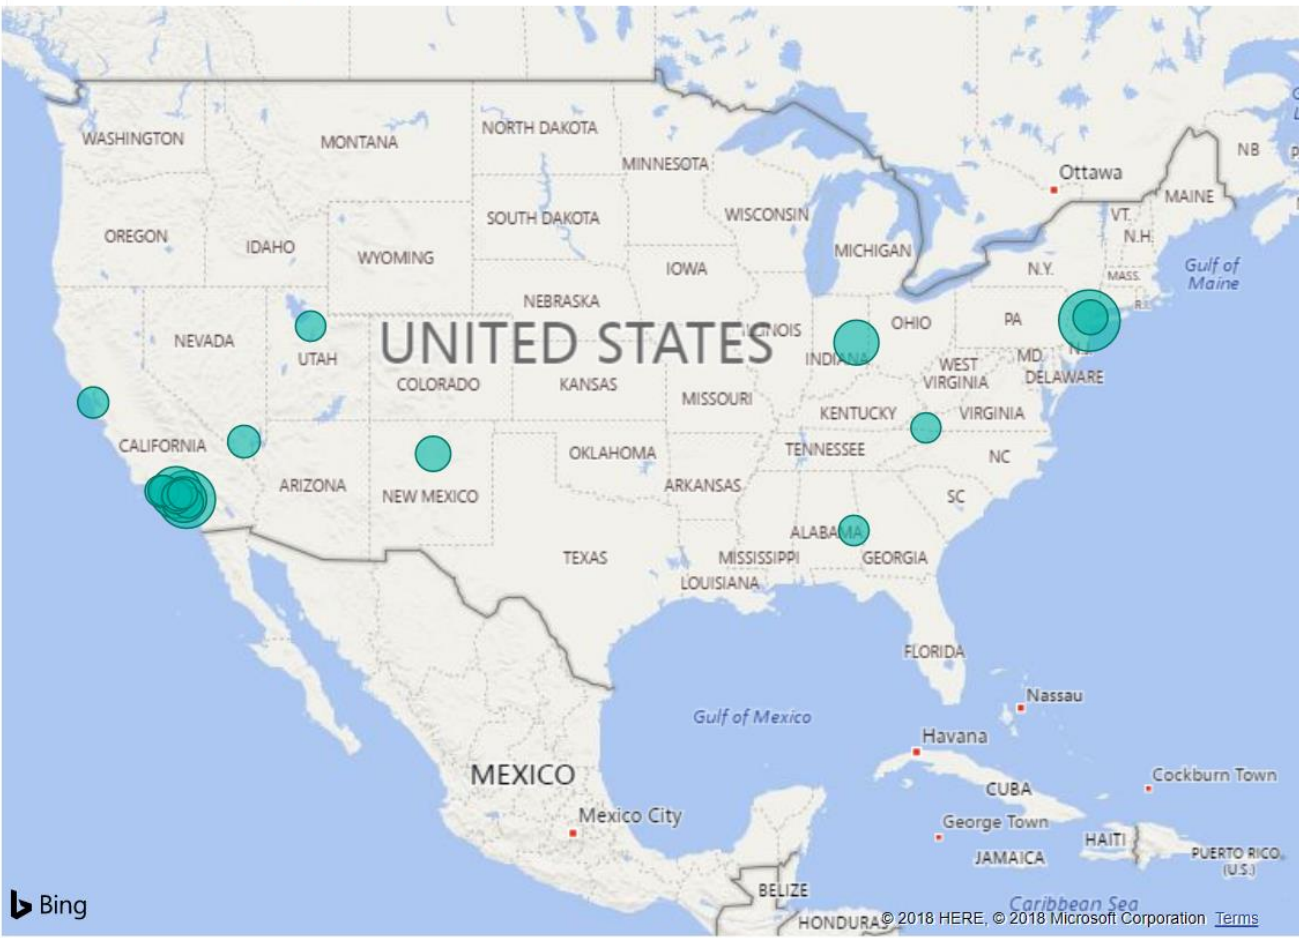 Ottawa
NB
WASHINGTON
MONTANA
NORTH DAKOTA
MINNESOTA
MAINE
VT.
N.H.
OREGON
IDAHO
SOUTH DAKOTA
WISCONSIN
WYOMING
MICHIGAN
IOWA
N.Y.
MASS.
R.I.
Gulf of
Maine
NEBRASKA
NEVADA
UTAH
UNITED STATES
INDIANA
OHIO
PA
N.J.
COLORADO
KANSAS
MISSOURI
WEST
VIRGINIA
MD
DELAWARE
CALIFORNIA
KENTUCKY
VIRGINIA
ARIZONA
NEW MEXICO
OKLAHOMA
TENNESSEE
NC
ARKANSAS
SC
ALABAMA
GEORGIA
TEXAS
MISSISSIPPI
LOUISIANA
FLORIDA
Gulf of Mexico
Nassau
Havana
MEXICO
CUBA
Cockburn Town
Mexico City
George Town
HAITI
JAMAICA
PUERTO RICO
(U.S.)
BELIZE
Caribbean Sea
HONDURAS
Bing
© 2018 HERE, © 2018 Microsoft Corporation Terms